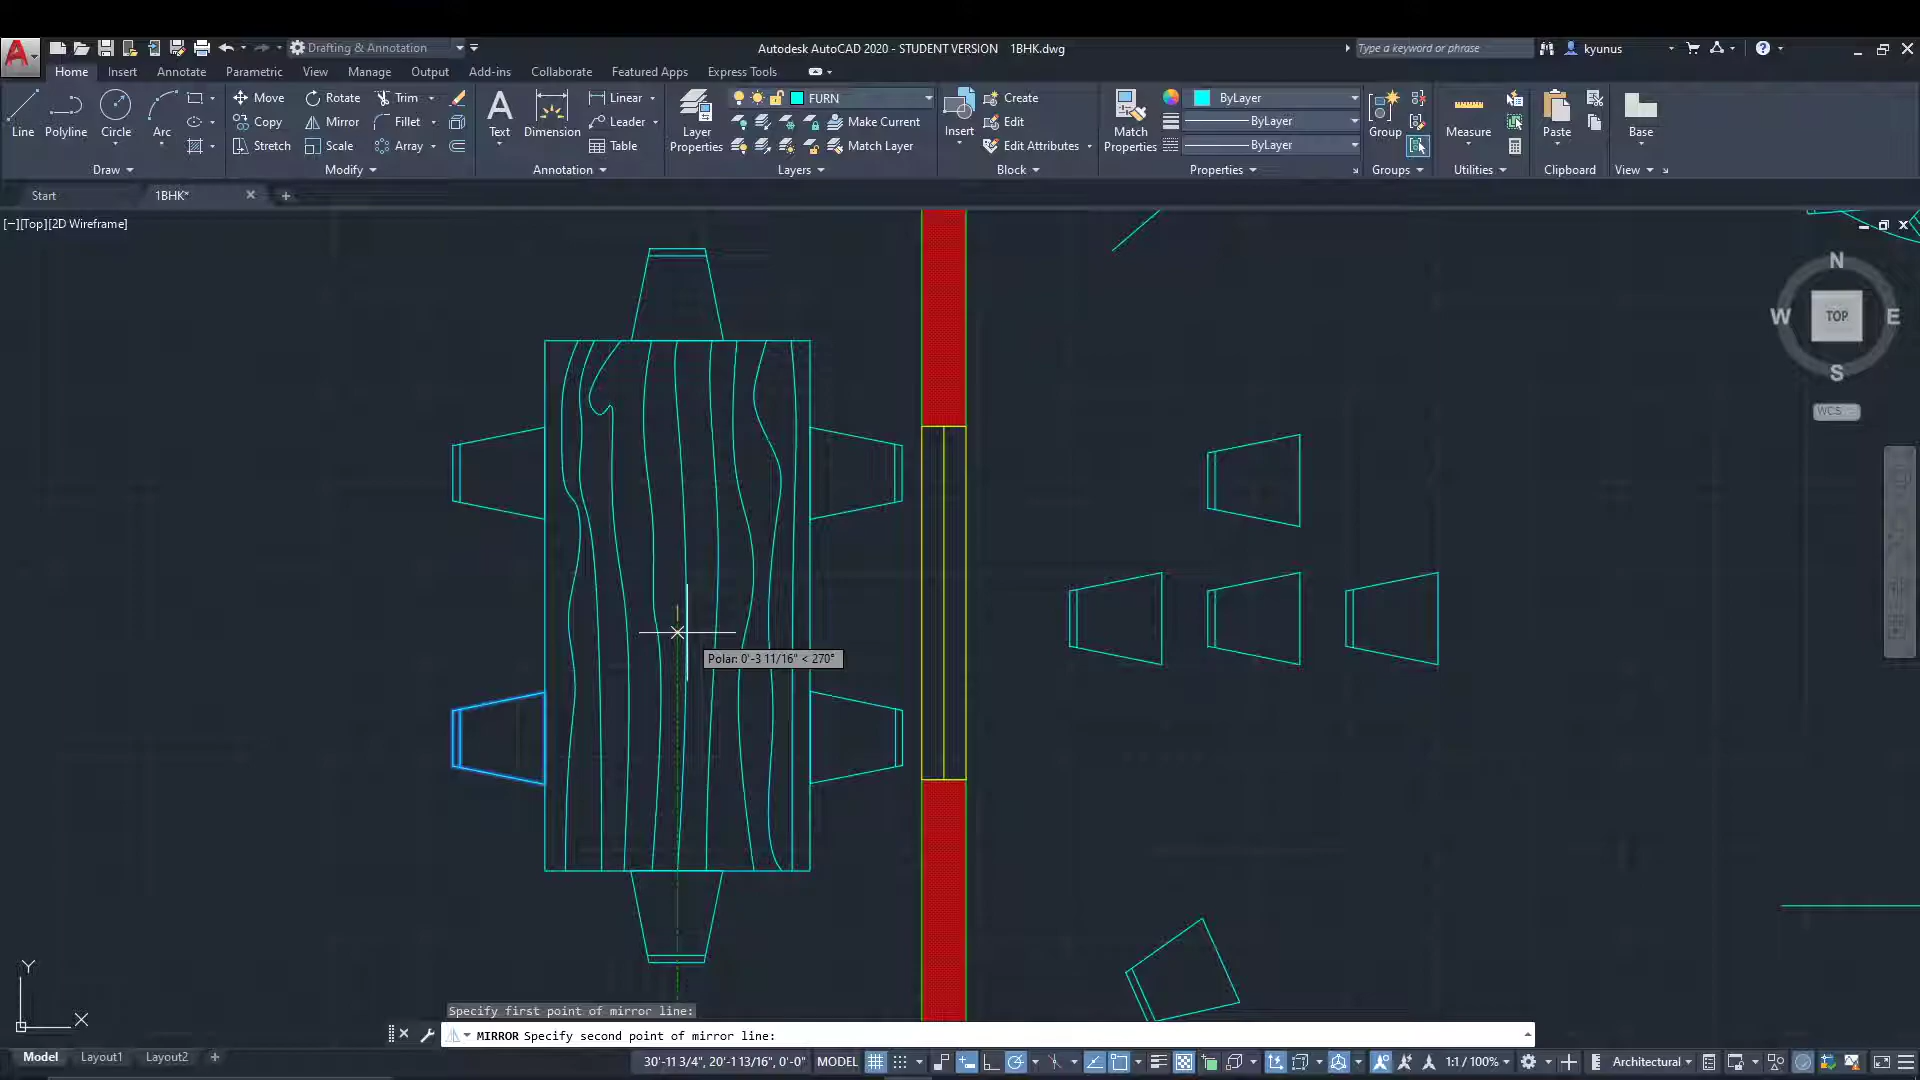 Drafting & Annotation
Autodesk AutoCAD 2020 - STUDENT VERSION 1BHK.dwg
Type a keyword or phrase
kyunus
Home Insert Annotate Parametric View Manage Output Add-ins Collaborate Featured Apps Express Tools
Line Polyline Circle Arc
Move Rotate Trim
Copy Mirror Fillet
Stretch Scale Array
Text Dimension
Linear
Leader
Table
Layer Properties
FURN
Make Current
Match Layer
Insert
Create
Edit
Edit Attributes
Match Properties
ByLayer
ByLayer
ByLayer
Group
Measure
Paste
Base
Draw Modify Annotation Layers Block Properties Groups Utilities Clipboard View
Start 1BHK*
[−][Top][2D Wireframe]
N
W TOP E
S
WCS
Polar: 0'-3 11/16" < 270°
Y
X
Specify first point of mirror line:
MIRROR Specify second point of mirror line:
Model Layout1 Layout2
30'-11 3/4", 20'-1 13/16", 0'-0" MODEL 1:1 / 100% Architectural